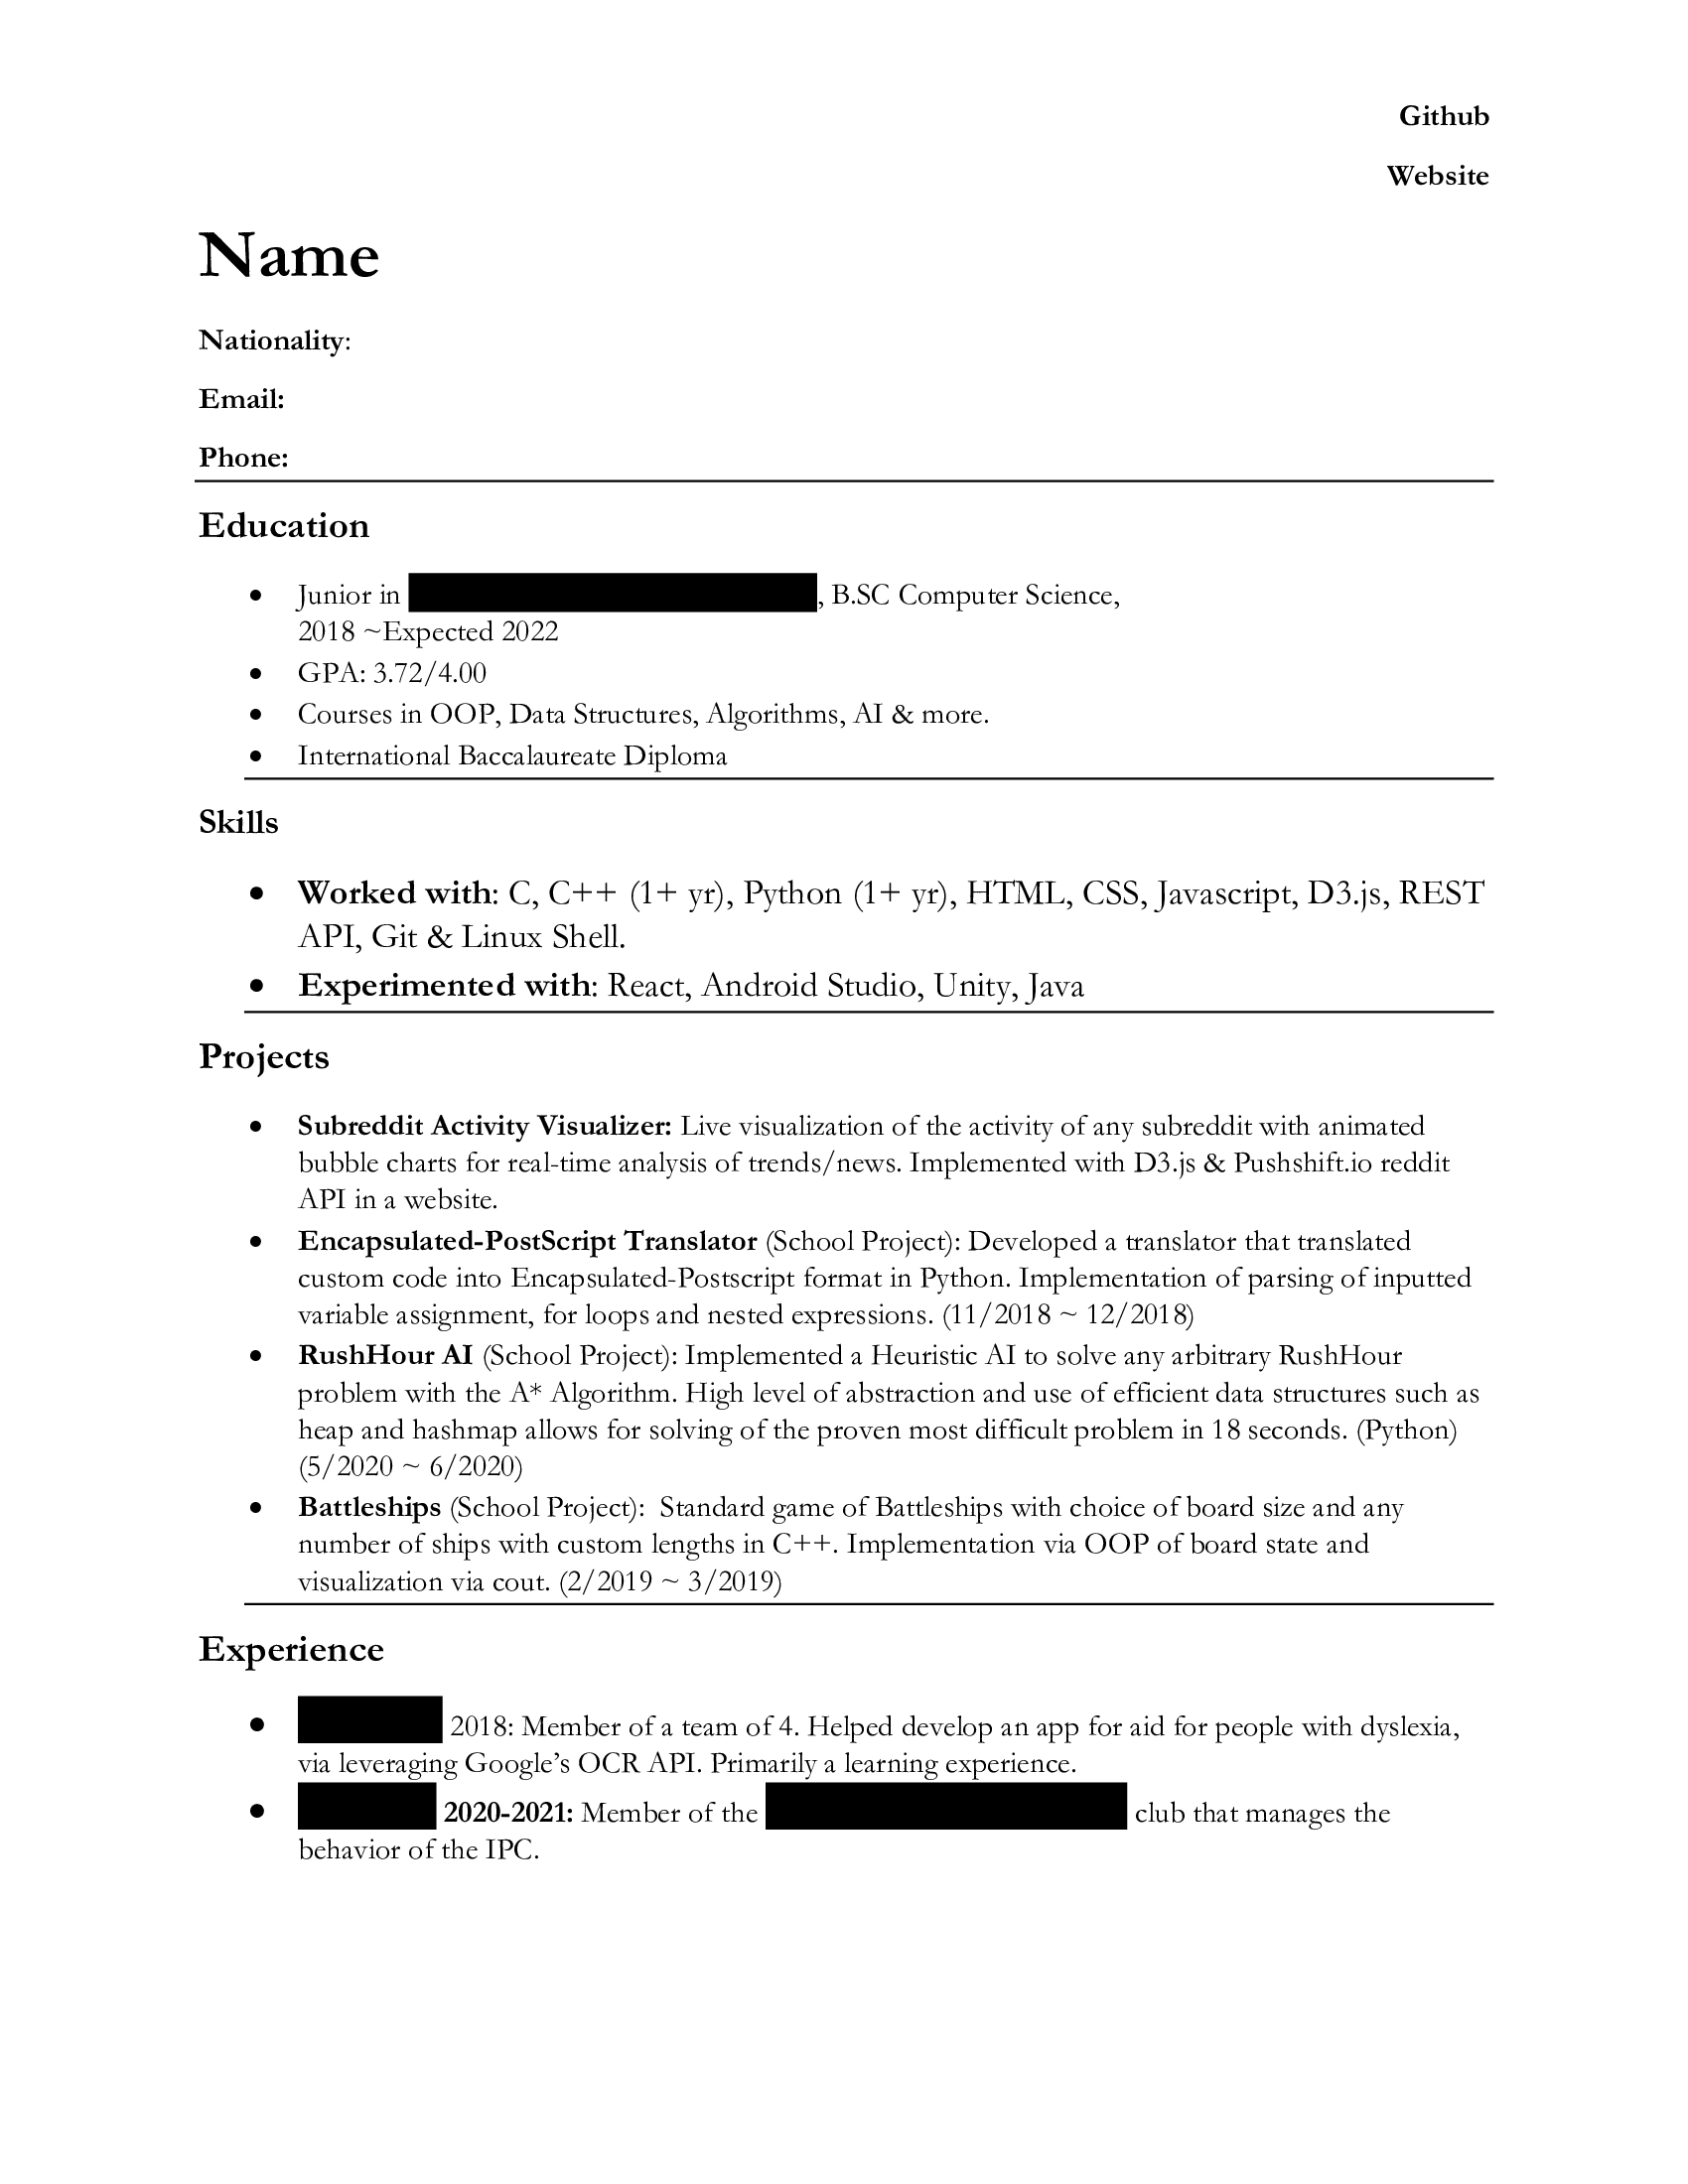 Github
Website
Name
Nationality:
Email:
Phone:
Education
• Junior in , B.SC Computer Science,
2018 ~Expected 2022
• GPA: 3.72/4.00
• Courses in OOP, Data Structures, Algorithms, AI & more.
• International Baccalaureate Diploma
Skills
• Worked with: C, C++ (1+ yr), Python (1+ yr), HTML, CSS, Javascript, D3.js, REST
API, Git & Linux Shell.
• Experimented with: React, Android Studio, Unity, Java
Projects
• Subreddit Activity Visualizer: Live visualization of the activity of any subreddit with animated
bubble charts for real-time analysis of trends/news. Implemented with D3.js & Pushshift.io reddit
API in a website.
• Encapsulated-PostScript Translator (School Project): Developed a translator that translated
custom code into Encapsulated-Postscript format in Python. Implementation of parsing of inputted
variable assignment, for loops and nested expressions. (11/2018 ~ 12/2018)
• RushHour AI (School Project): Implemented a Heuristic AI to solve any arbitrary RushHour
problem with the A* Algorithm. High level of abstraction and use of efficient data structures such as
heap and hashmap allows for solving of the proven most difficult problem in 18 seconds. (Python)
(5/2020 ~ 6/2020)
• Battleships (School Project):  Standard game of Battleships with choice of board size and any
number of ships with custom lengths in C++. Implementation via OOP of board state and
visualization via cout. (2/2019 ~ 3/2019)
Experience
• 2018: Member of a team of 4. Helped develop an app for aid for people with dyslexia,
via leveraging Google’s OCR API. Primarily a learning experience.
• 2020-2021: Member of the club that manages the
behavior of the IPC.